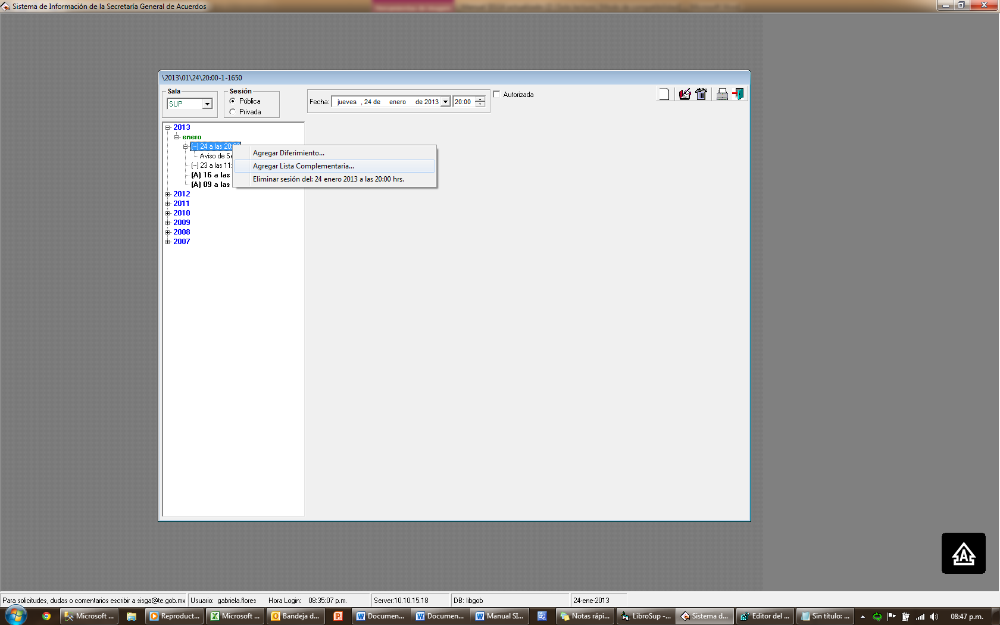 Sistema de Información de la Secretaría General de Acuerdos
\2013\01\24\20:00-1-1650
Sala
SUP
Sesión
Pública
Privada
Fecha: jueves , 24 de enero de 2013 20:00
Autorizada
2013
enero
(--) 24 a las 20:
Aviso de Se
(--) 23 a las 11:
(A) 16 a las
(A) 09 a las
2012
2011
2010
2009
2008
2007
Agregar Diferimiento...
Agregar Lista Complementaria...
Eliminar sesión del: 24 enero 2013 a las 20:00 hrs.
A
Para solicitudes, dudas o comentarios escribir a sisga@te.gob.mx
Usuario: gabriela.flores Hora Login: 08:35:07 p.m.
Server:10.10.15.18
DB: libgob
24-ene-2013
Microsoft ...
Reproduct...
Microsoft ...
Bandeja d...
Documen...
Documen...
Manual SI...
Notas rápi...
LibroSup -...
Sistema d...
Editor del ...
Sin título: ...
08:47 p.m.